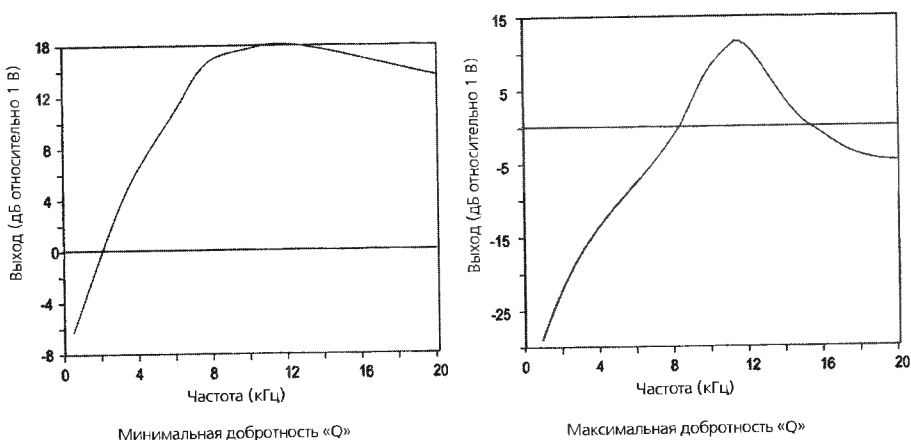 Выход (дБ относительно 1 В)
18
12
4
0
-4
-8
0 4 8 12 16 20
Частота (кГц)
Минимальная добротность «Q»
Выход (дБ относительно 1 В)
15
5
-5
-15
-25
0 4 8 12 16 20
Частота (кГц)
Максимальная добротность «Q»